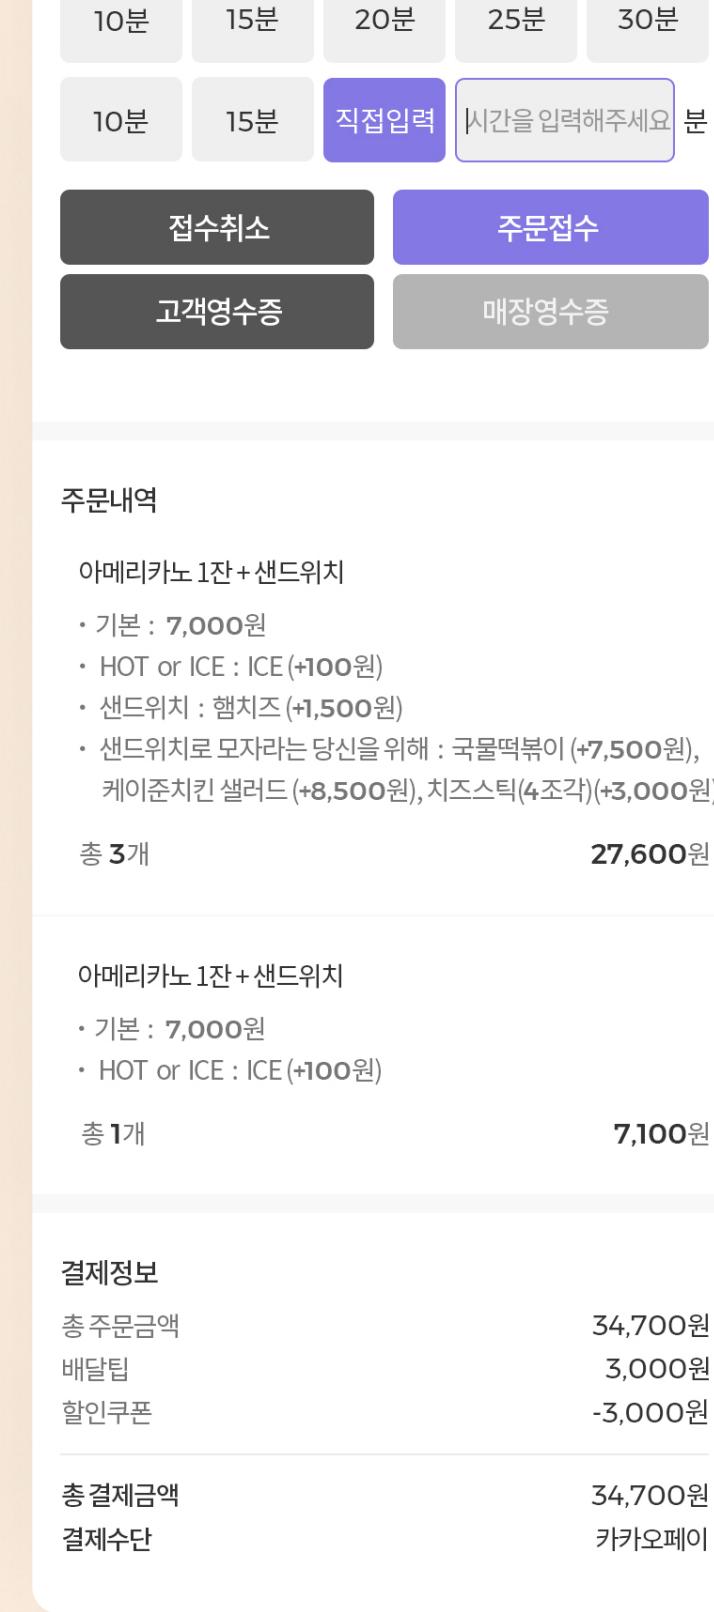 10분 15분 20분 25분 30분
10분 15분 직접입력 시간을 입력해주세요 분
접수취소 주문접수
고객영수증 매장영수증
주문내역
아메리카노 1잔 + 샌드위치
• 기본 : 7,000원
• HOT or ICE : ICE (+100원)
• 샌드위치 : 햄치즈 (+1,500원)
• 샌드위치로 모자라는 당신을 위해 : 국물떡볶이 (+7,500원),
케이준치킨 샐러드 (+8,500원), 치즈스틱(4조각)(+3,000원)
총 3개 27,600원
아메리카노 1잔 + 샌드위치
• 기본 : 7,000원
• HOT or ICE : ICE (+100원)
총 1개 7,100원
결제정보
총 주문금액 34,700원
배달팁 3,000원
할인쿠폰 -3,000원
총 결제금액 34,700원
결제수단 카카오페이